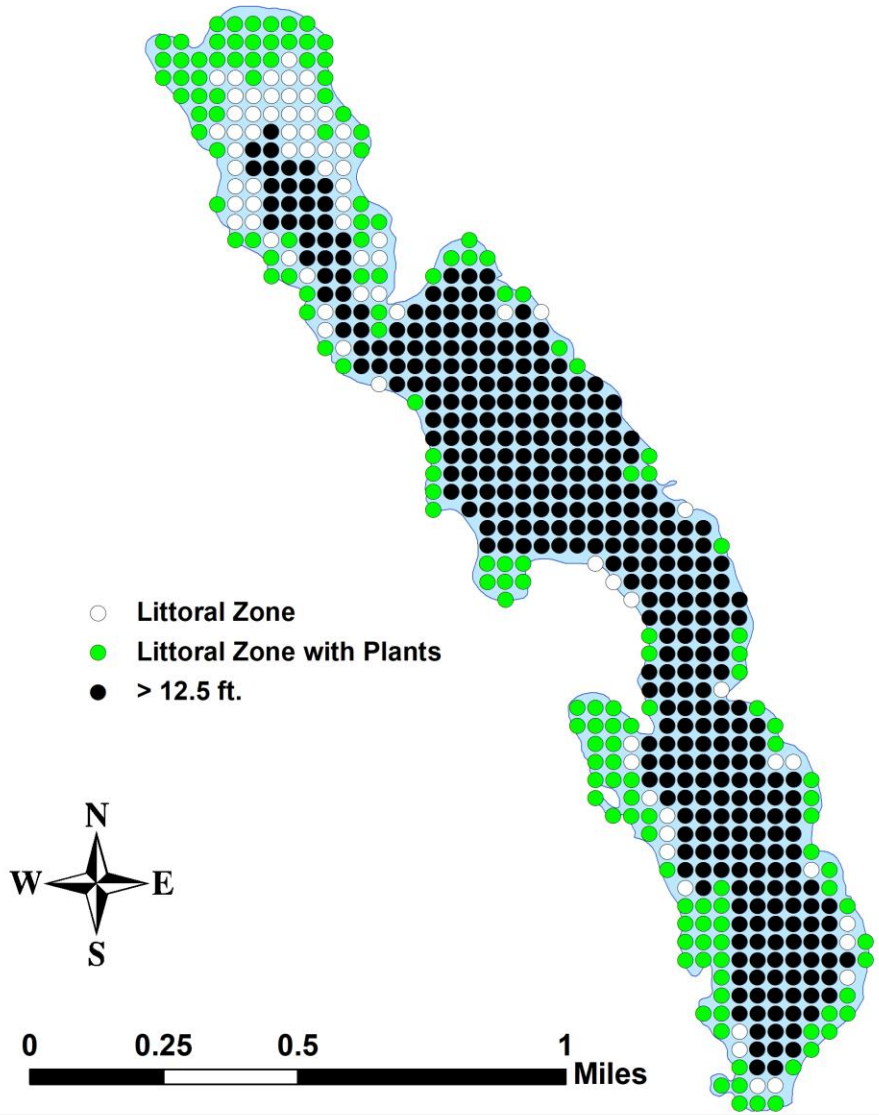 Littoral Zone
Littoral Zone with Plants
> 12.5 ft.
N
W E
S
0 0.25 0.5 1
Miles